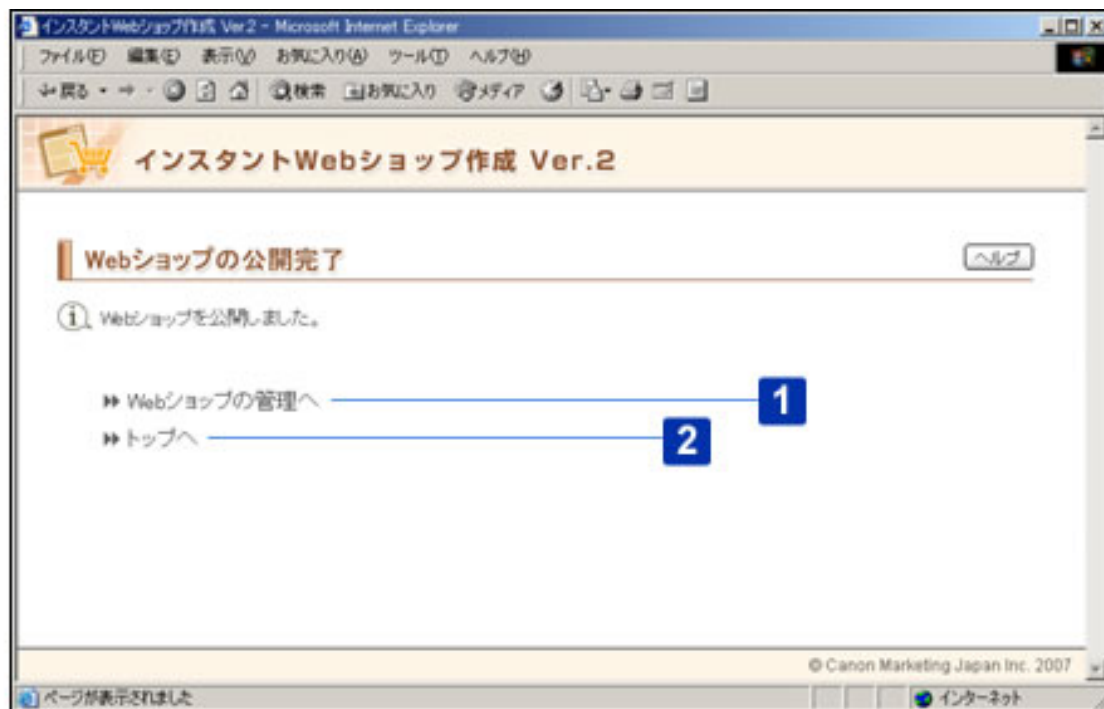 インスタントWebショップ作成 Ver.2 - Microsoft Internet Explorer
ファイル(F) 編集(E) 表示(V) お気に入り(A) ツール(T) ヘルプ(H)
戻る 検索 お気に入り メディア
インスタントWebショップ作成 Ver.2
Webショップの公開完了 ヘルプ
Webショップを公開しました。
Webショップの管理へ 1
トップへ 2
© Canon Marketing Japan Inc. 2007
ページが表示されました インターネット